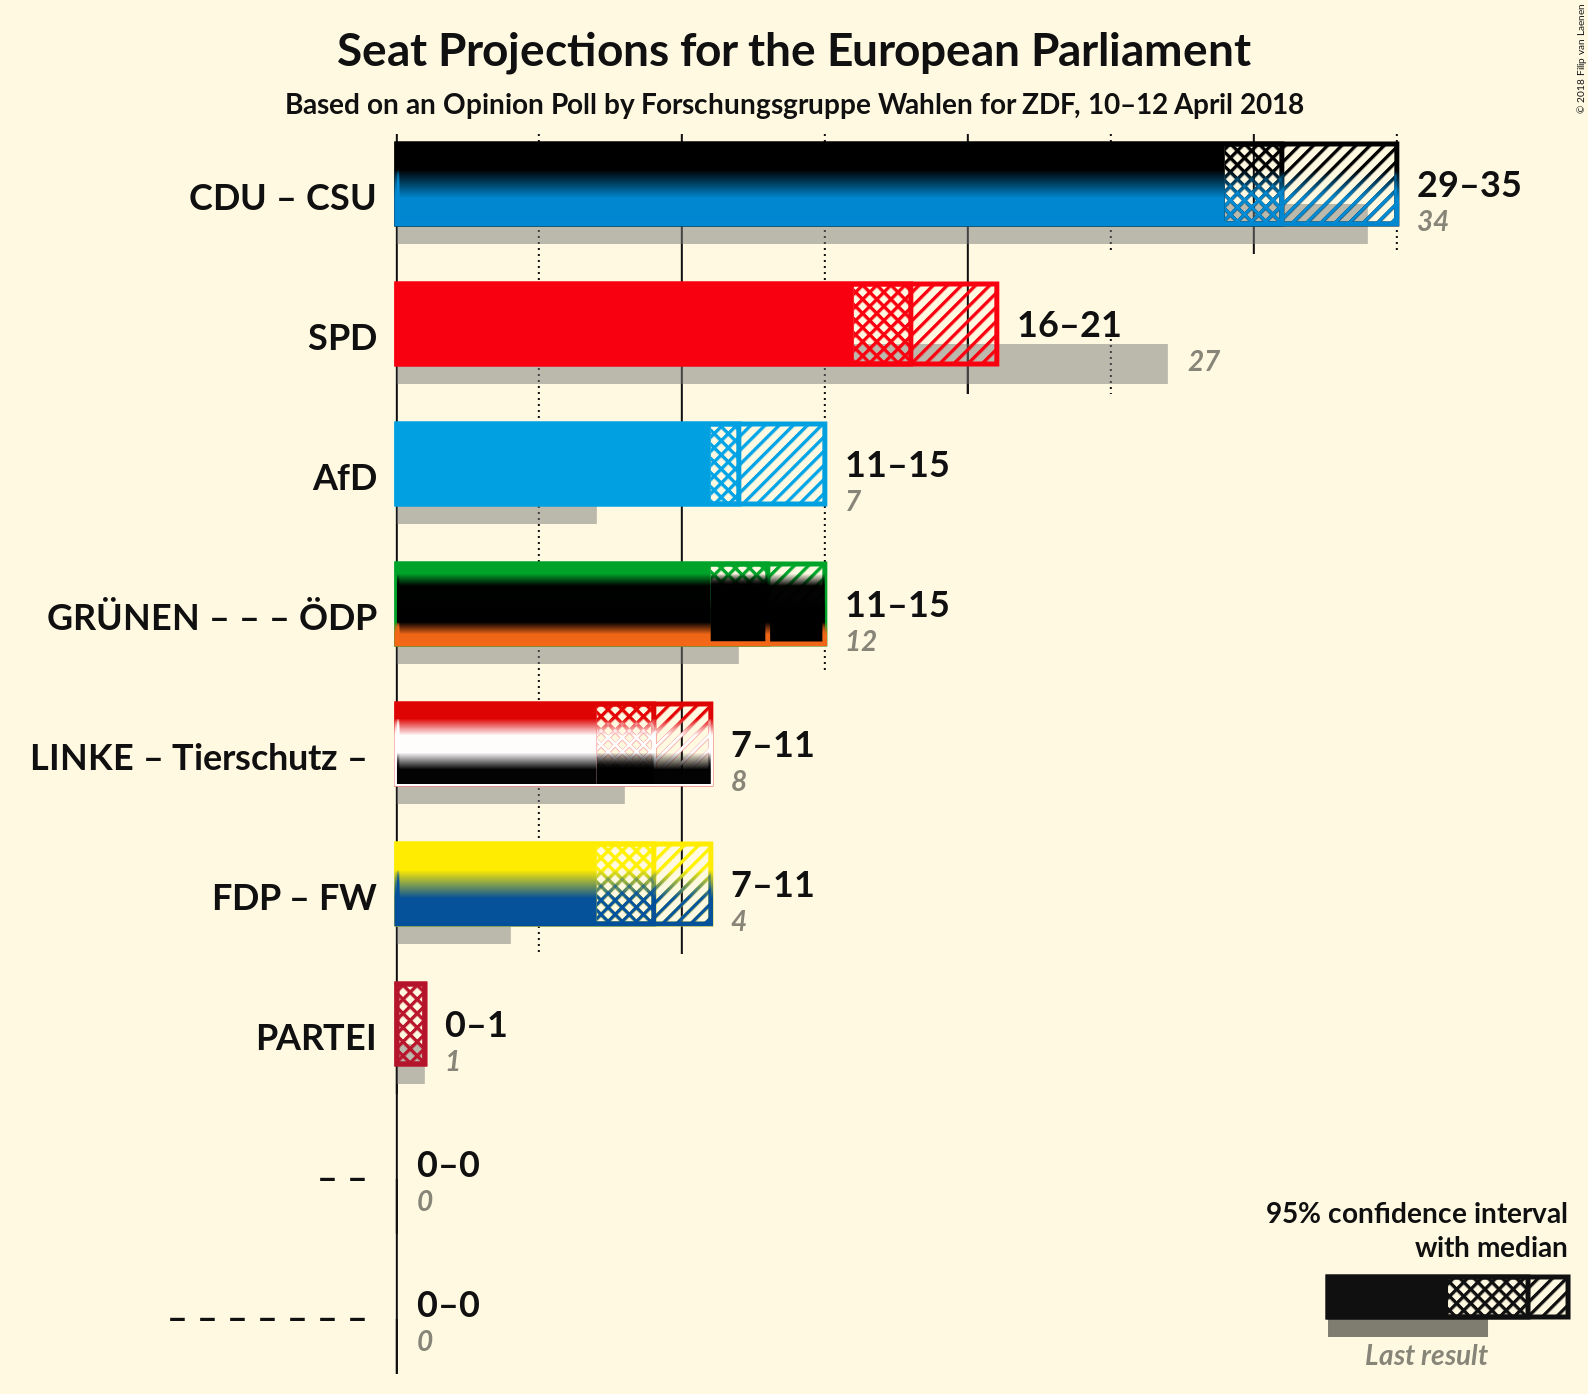 Seat Projections for the European Parliament
Based on an Opinion Poll by Forschungsgruppe Wahlen for ZDF, 10–12 April 2018
© 2018 Filip van Laenen
CDU – CSU
29–35
34
SPD
16–21
27
AfD
11–15
7
GRÜNEN – – – ÖDP
11–15
12
LINKE – Tierschutz –
7–11
8
FDP – FW
7–11
4
PARTEI
0–1
1
– –
0–0
0
– – – – – – –
0–0
0
95% confidence interval
with median
Last result